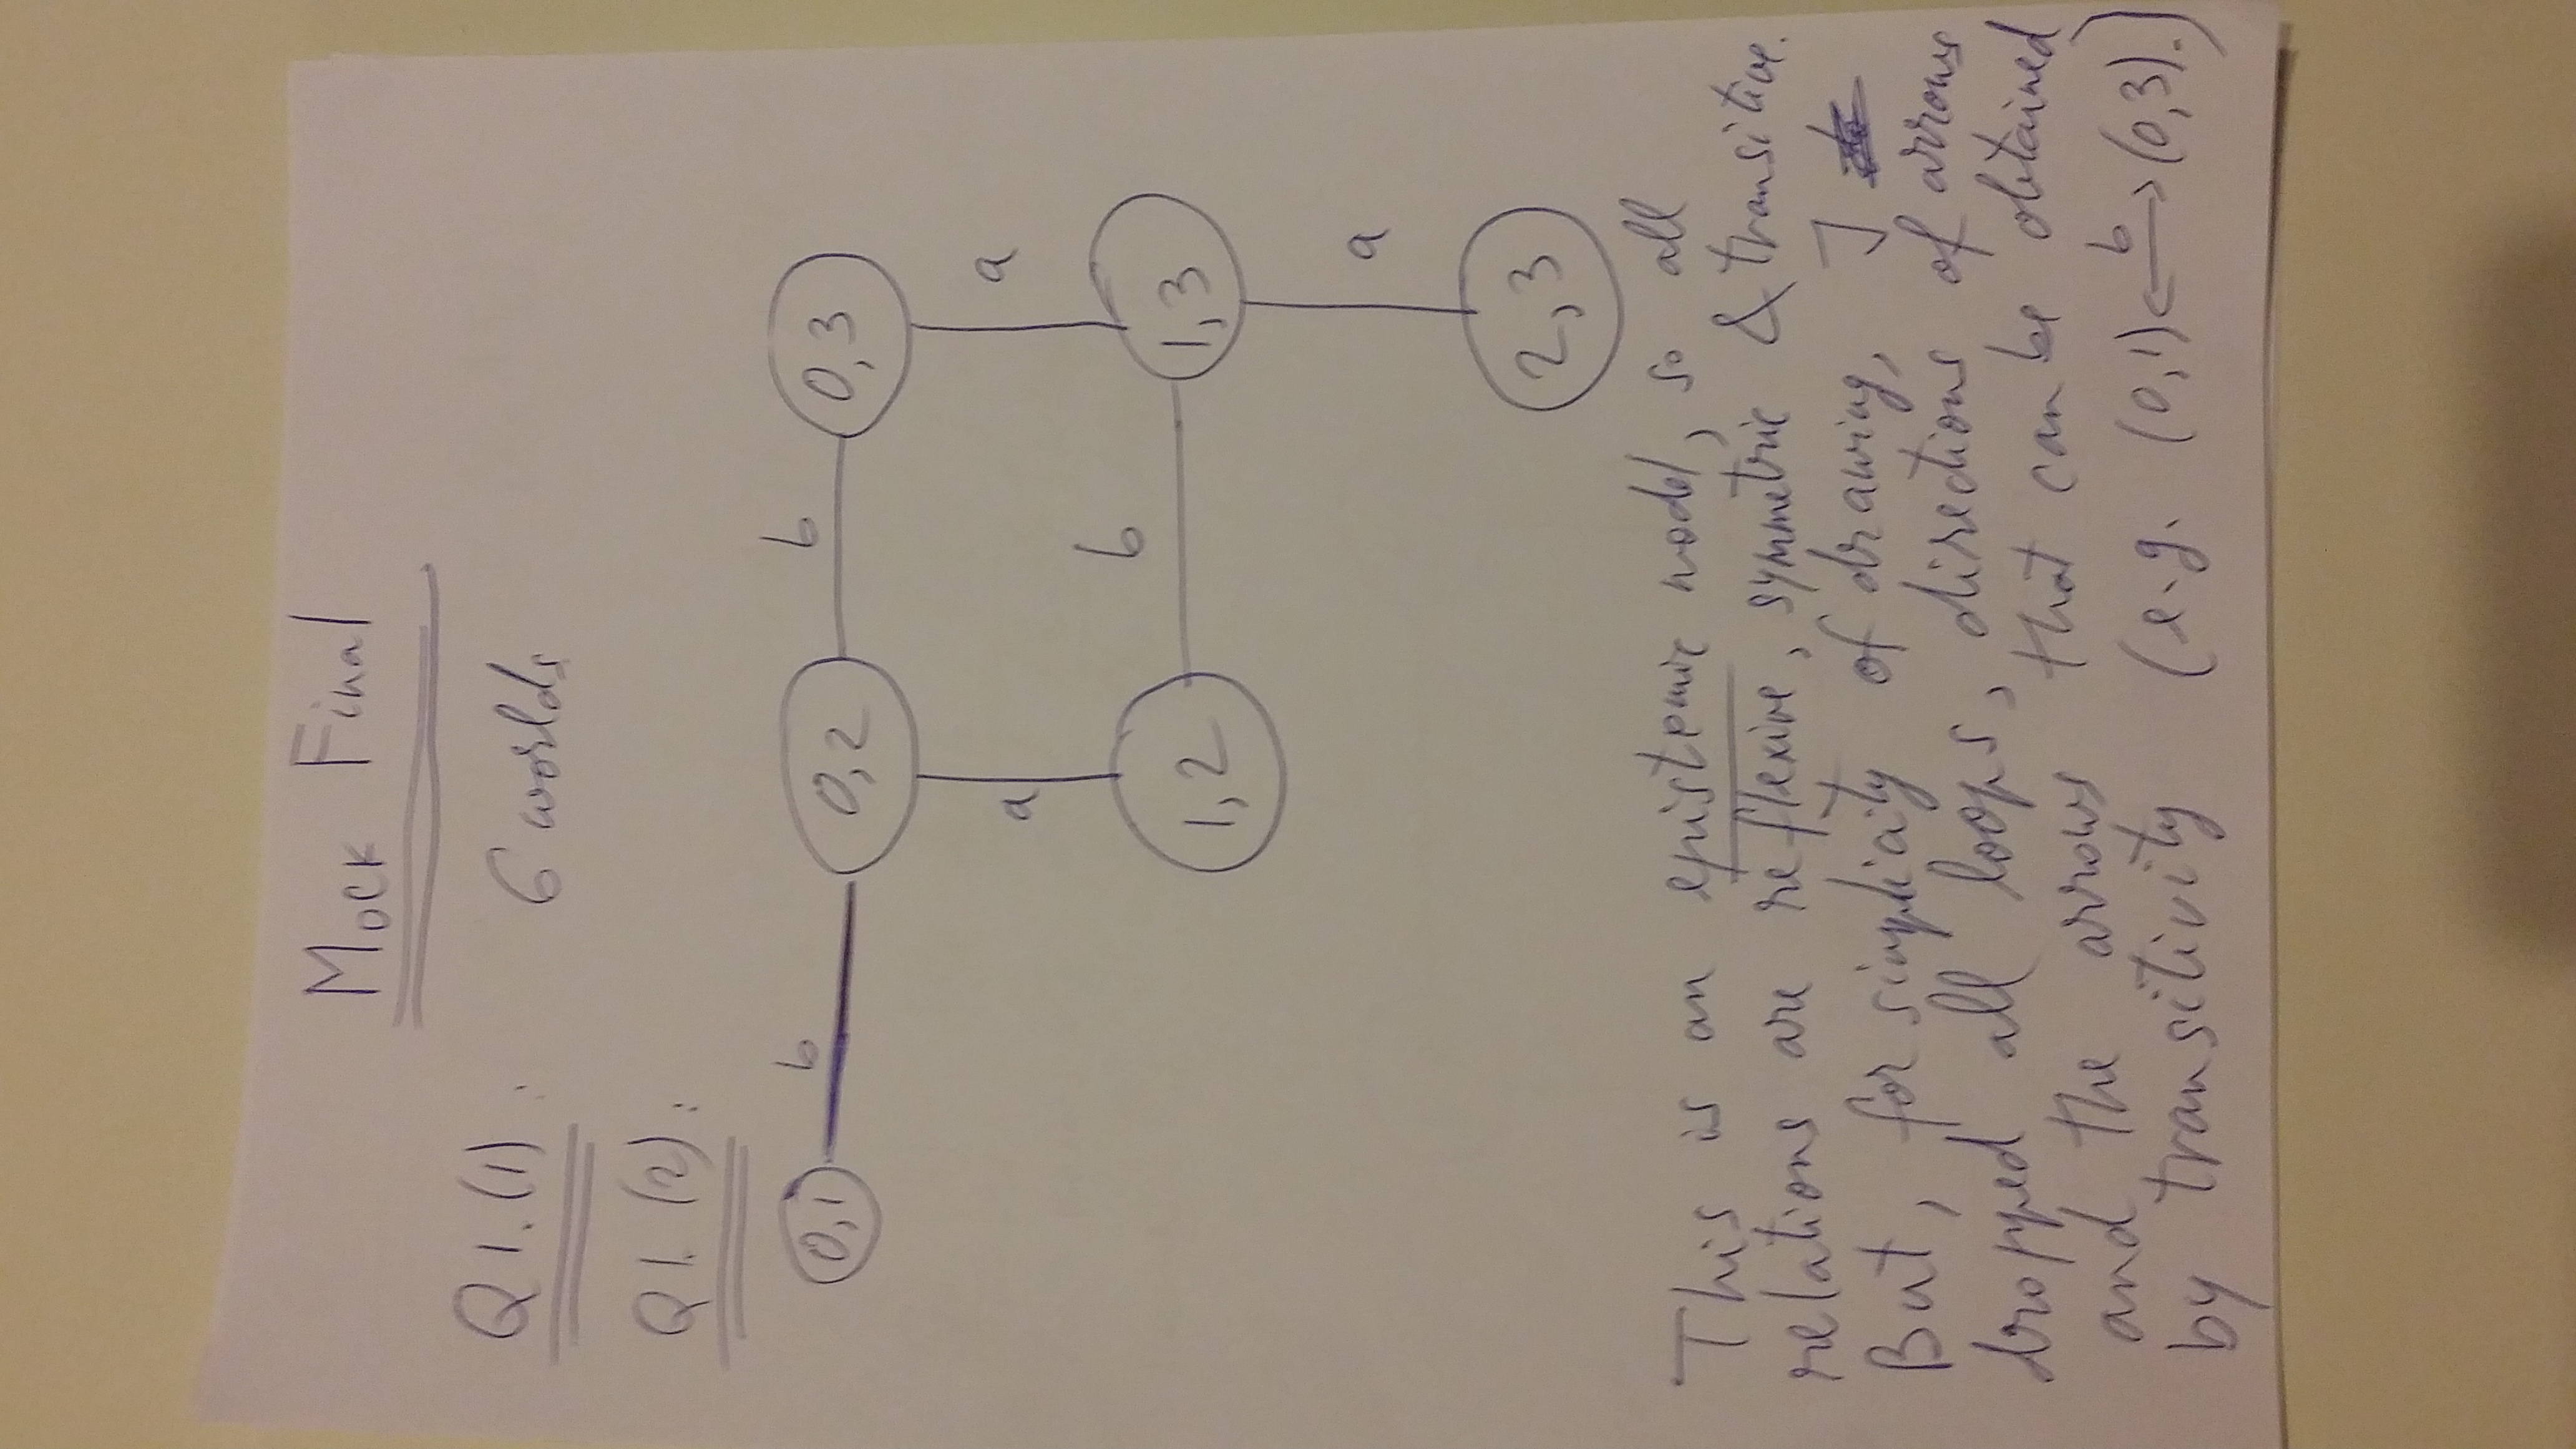 Mock Final
Q1.(1): 6 worlds
Q1.(2):
b b
0,1 0,2 0,3
a a
b
1,2 1,3
a
2,3
This is an epistemic model, so all
relations are reflexive, symmetric & transitive.
But, for simplicity of drawing, I
dropped all loops, directions of arrows
and the arrows that can be obtained
by transitivity (e.g. (0,1) <-b-> (0,3).)